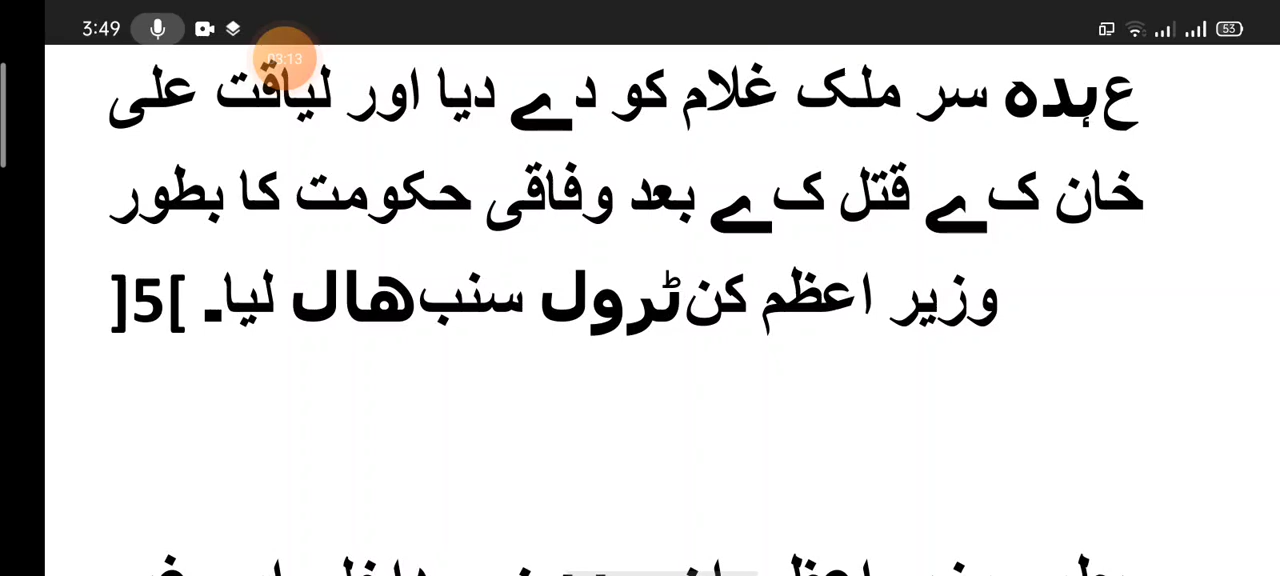 3:49
53
03:13
عہدہ سر ملک غلام کو دے دیا اور لیاقت علی
خان کے قتل کے بعد وفاقی حکومت کا بطور
وزیر اعظم کنٹرول سنبھال لیا۔ ]5[